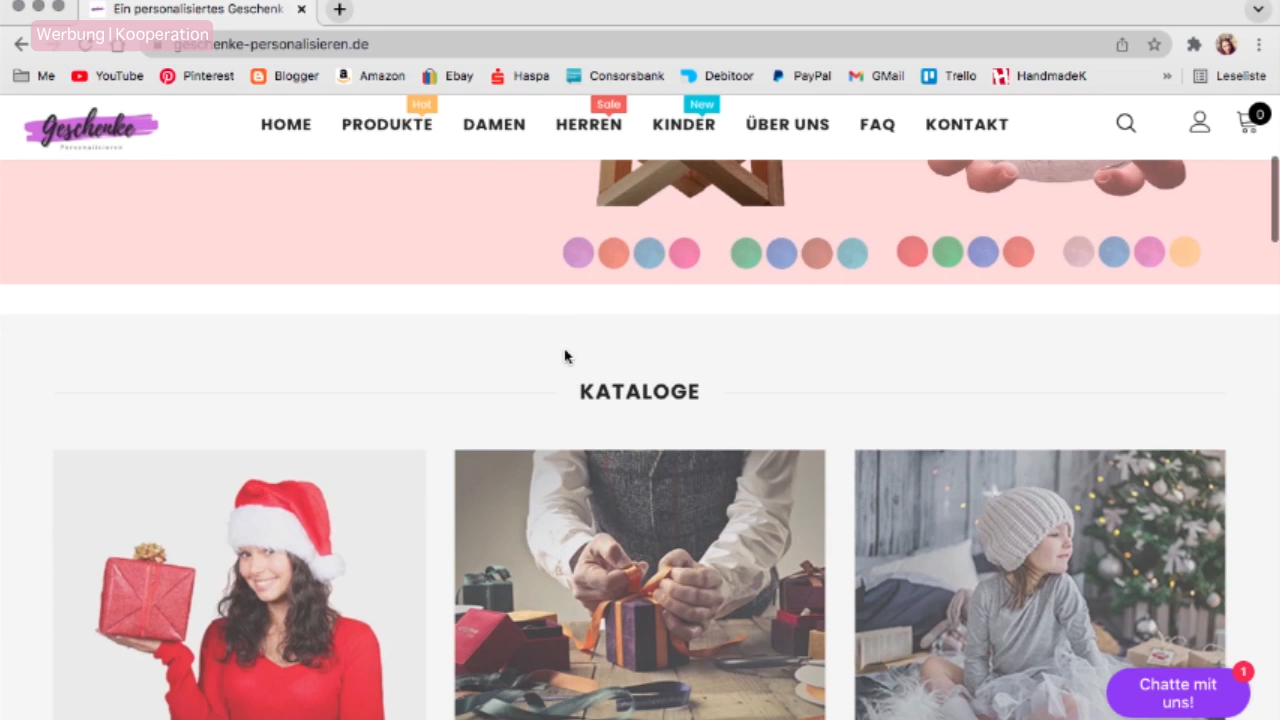 Ein personalisiertes Geschenk
Werbung | Kooperation
geschenke-personalisieren.de
Me YouTube Pinterest Blogger Amazon Ebay Haspa Consorsbank Debitoor PayPal GMail Trello HandmadeK » Leseliste
Hot Sale New
Geschenke
Personalisieren
HOME PRODUKTE DAMEN HERREN KINDER ÜBER UNS FAQ KONTAKT
0
KATALOGE
1
Chatte mit
uns!